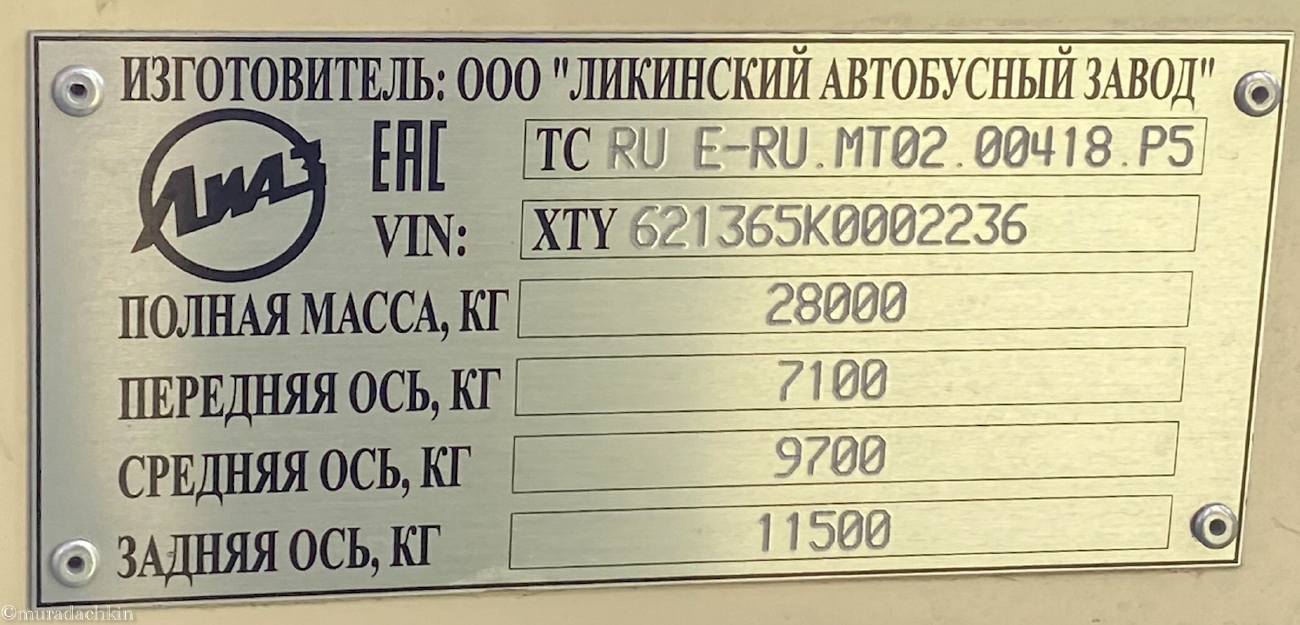 ИЗГОТОВИТЕЛЬ: ООО "ЛИКИНСКИЙ АВТОБУСНЫЙ ЗАВОД"
ЛИАЗ
ЕАС ТС RU E-RU.MT02.00418.P5
VIN: XTY 621365K0002236
ПОЛНАЯ МАССА, КГ 28000
ПЕРЕДНЯЯ ОСЬ, КГ 7100
СРЕДНЯЯ ОСЬ, КГ 9700
ЗАДНЯЯ ОСЬ, КГ 11500
©muradachkin